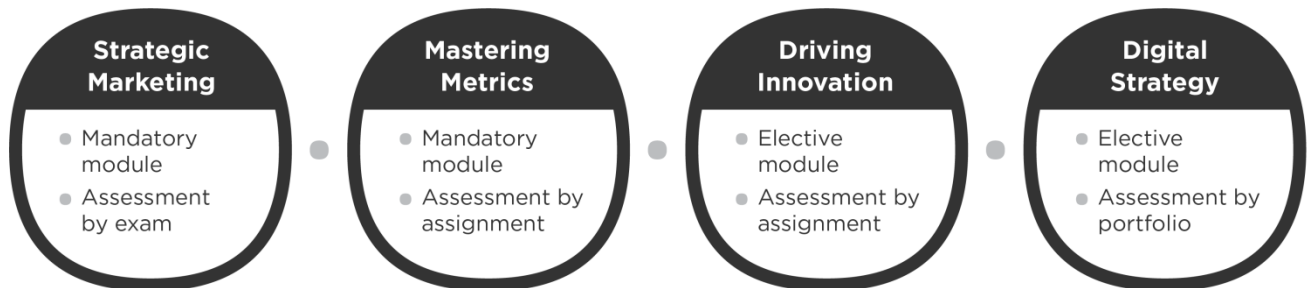 Strategic
Marketing
Mandatory
module
Assessment
by exam
Mastering
Metrics
Mandatory
module
Assessment by
assignment
Driving
Innovation
Elective
module
Assessment by
assignment
Digital
Strategy
Elective
module
Assessment by
portfolio